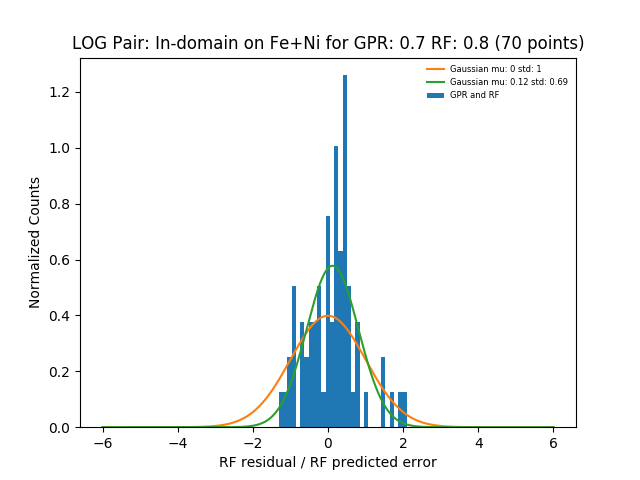 LOG Pair: In-domain on Fe+Ni for GPR: 0.7 RF: 0.8 (70 points)
Gaussian mu: 0 std: 1
Gaussian mu: 0.12 std: 0.69
GPR and RF
Normalized Counts
1.2
1.0
0.8
0.6
0.4
0.2
0.0
−6 −4 −2 0 2 4 6
RF residual / RF predicted error